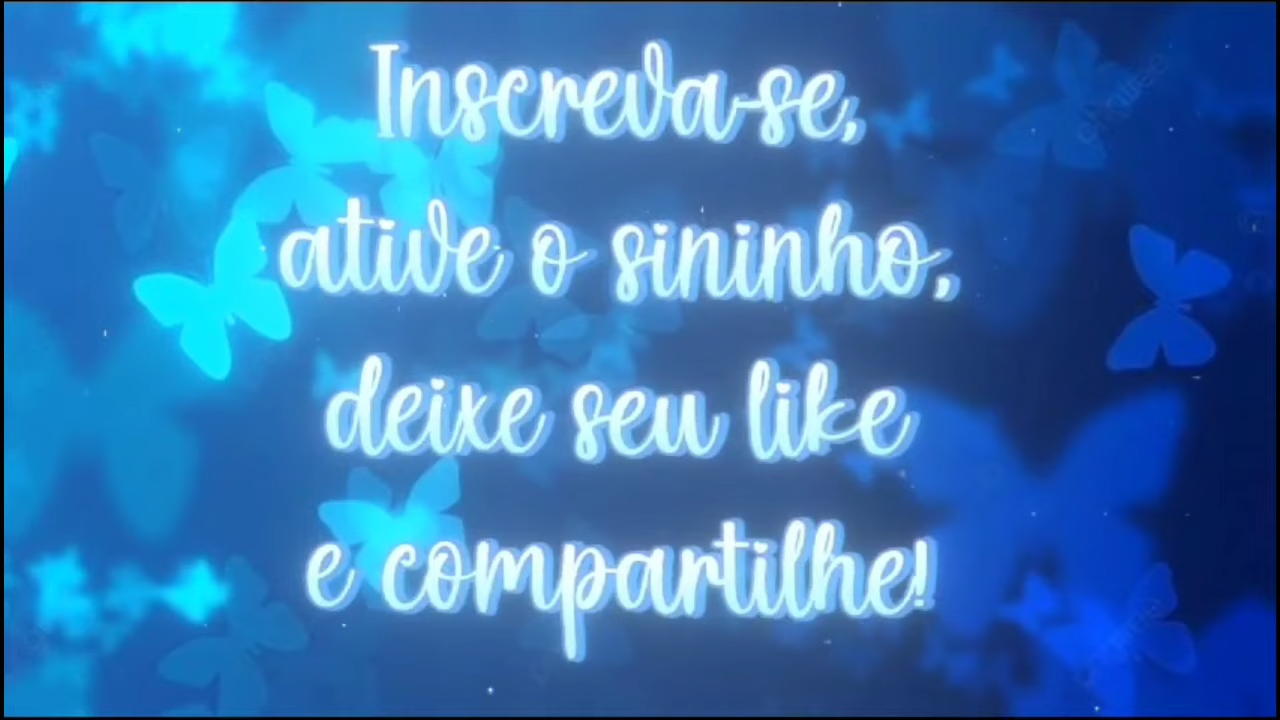 Inscreva-se,
ative o sininho,
deixe seu like
e compartilhe!